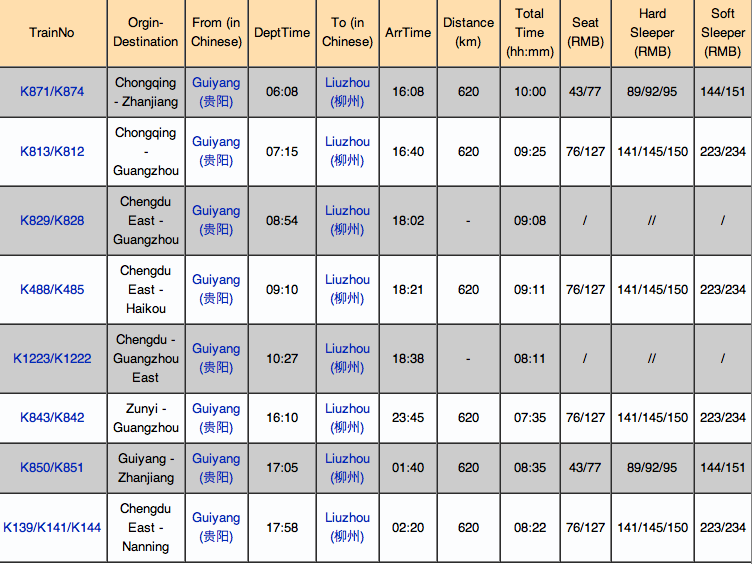 TrainNo Orgin-Destination From (in Chinese) DeptTime To (in Chinese) ArrTime Distance (km) Total Time (hh:mm) Seat (RMB) Hard Sleeper (RMB) Soft Sleeper (RMB)
K871/K874 Chongqing - Zhanjiang Guiyang (贵阳) 06:08 Liuzhou (柳州) 16:08 620 10:00 43/77 89/92/95 144/151
K813/K812 Chongqing - Guangzhou Guiyang (贵阳) 07:15 Liuzhou (柳州) 16:40 620 09:25 76/127 141/145/150 223/234
K829/K828 Chengdu East - Guangzhou Guiyang (贵阳) 08:54 Liuzhou (柳州) 18:02 - 09:08 / // /
K488/K485 Chengdu East - Haikou Guiyang (贵阳) 09:10 Liuzhou (柳州) 18:21 620 09:11 76/127 141/145/150 223/234
K1223/K1222 Chengdu - Guangzhou East Guiyang (贵阳) 10:27 Liuzhou (柳州) 18:38 - 08:11 / // /
K843/K842 Zunyi - Guangzhou Guiyang (贵阳) 16:10 Liuzhou (柳州) 23:45 620 07:35 76/127 141/145/150 223/234
K850/K851 Guiyang - Zhanjiang Guiyang (贵阳) 17:05 Liuzhou (柳州) 01:40 620 08:35 43/77 89/92/95 144/151
K139/K141/K144 Chengdu East - Nanning Guiyang (贵阳) 17:58 Liuzhou (柳州) 02:20 620 08:22 76/127 141/145/150 223/234